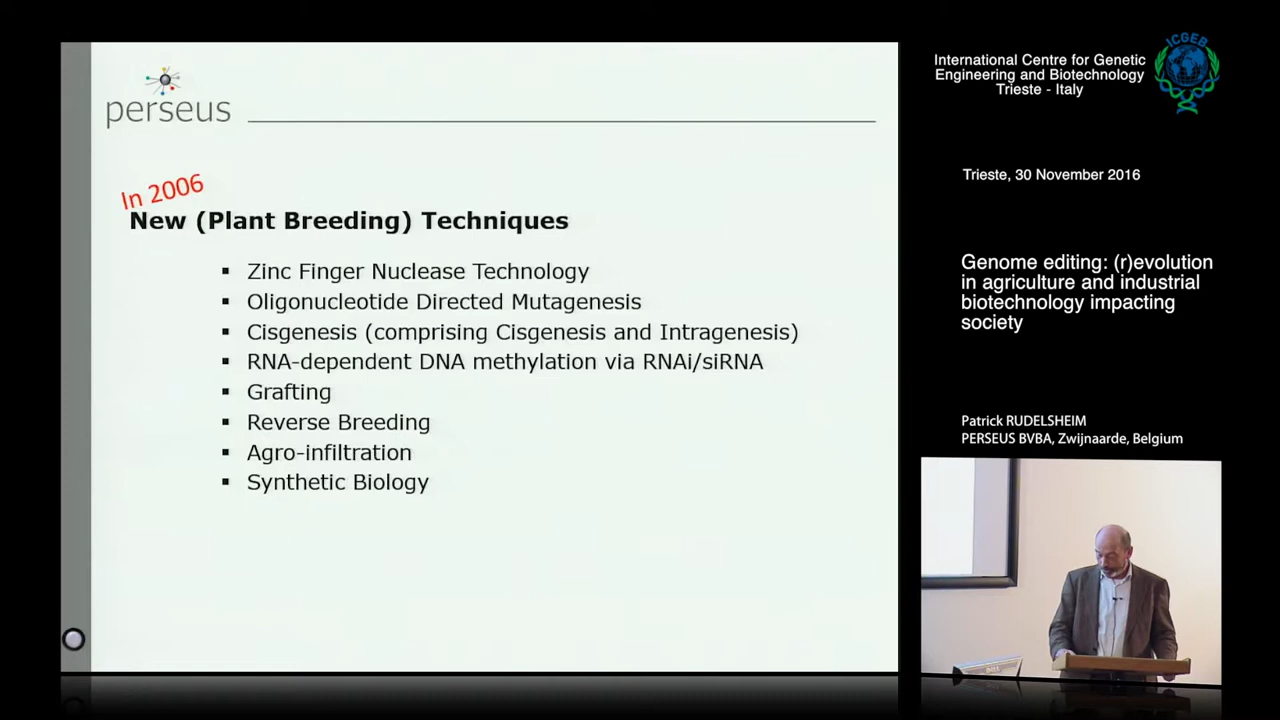 perseus
In 2006
New (Plant Breeding) Techniques
▪ Zinc Finger Nuclease Technology
▪ Oligonucleotide Directed Mutagenesis
▪ Cisgenesis (comprising Cisgenesis and Intragenesis)
▪ RNA-dependent DNA methylation via RNAi/siRNA
▪ Grafting
▪ Reverse Breeding
▪ Agro-infiltration
▪ Synthetic Biology
International Centre for Genetic
Engineering and Biotechnology
Trieste - Italy
ICGEB
Trieste, 30 November 2016
Genome editing: (r)evolution
in agriculture and industrial
biotechnology impacting
society
Patrick RUDELSHEIM
PERSEUS BVBA, Zwijnaarde, Belgium